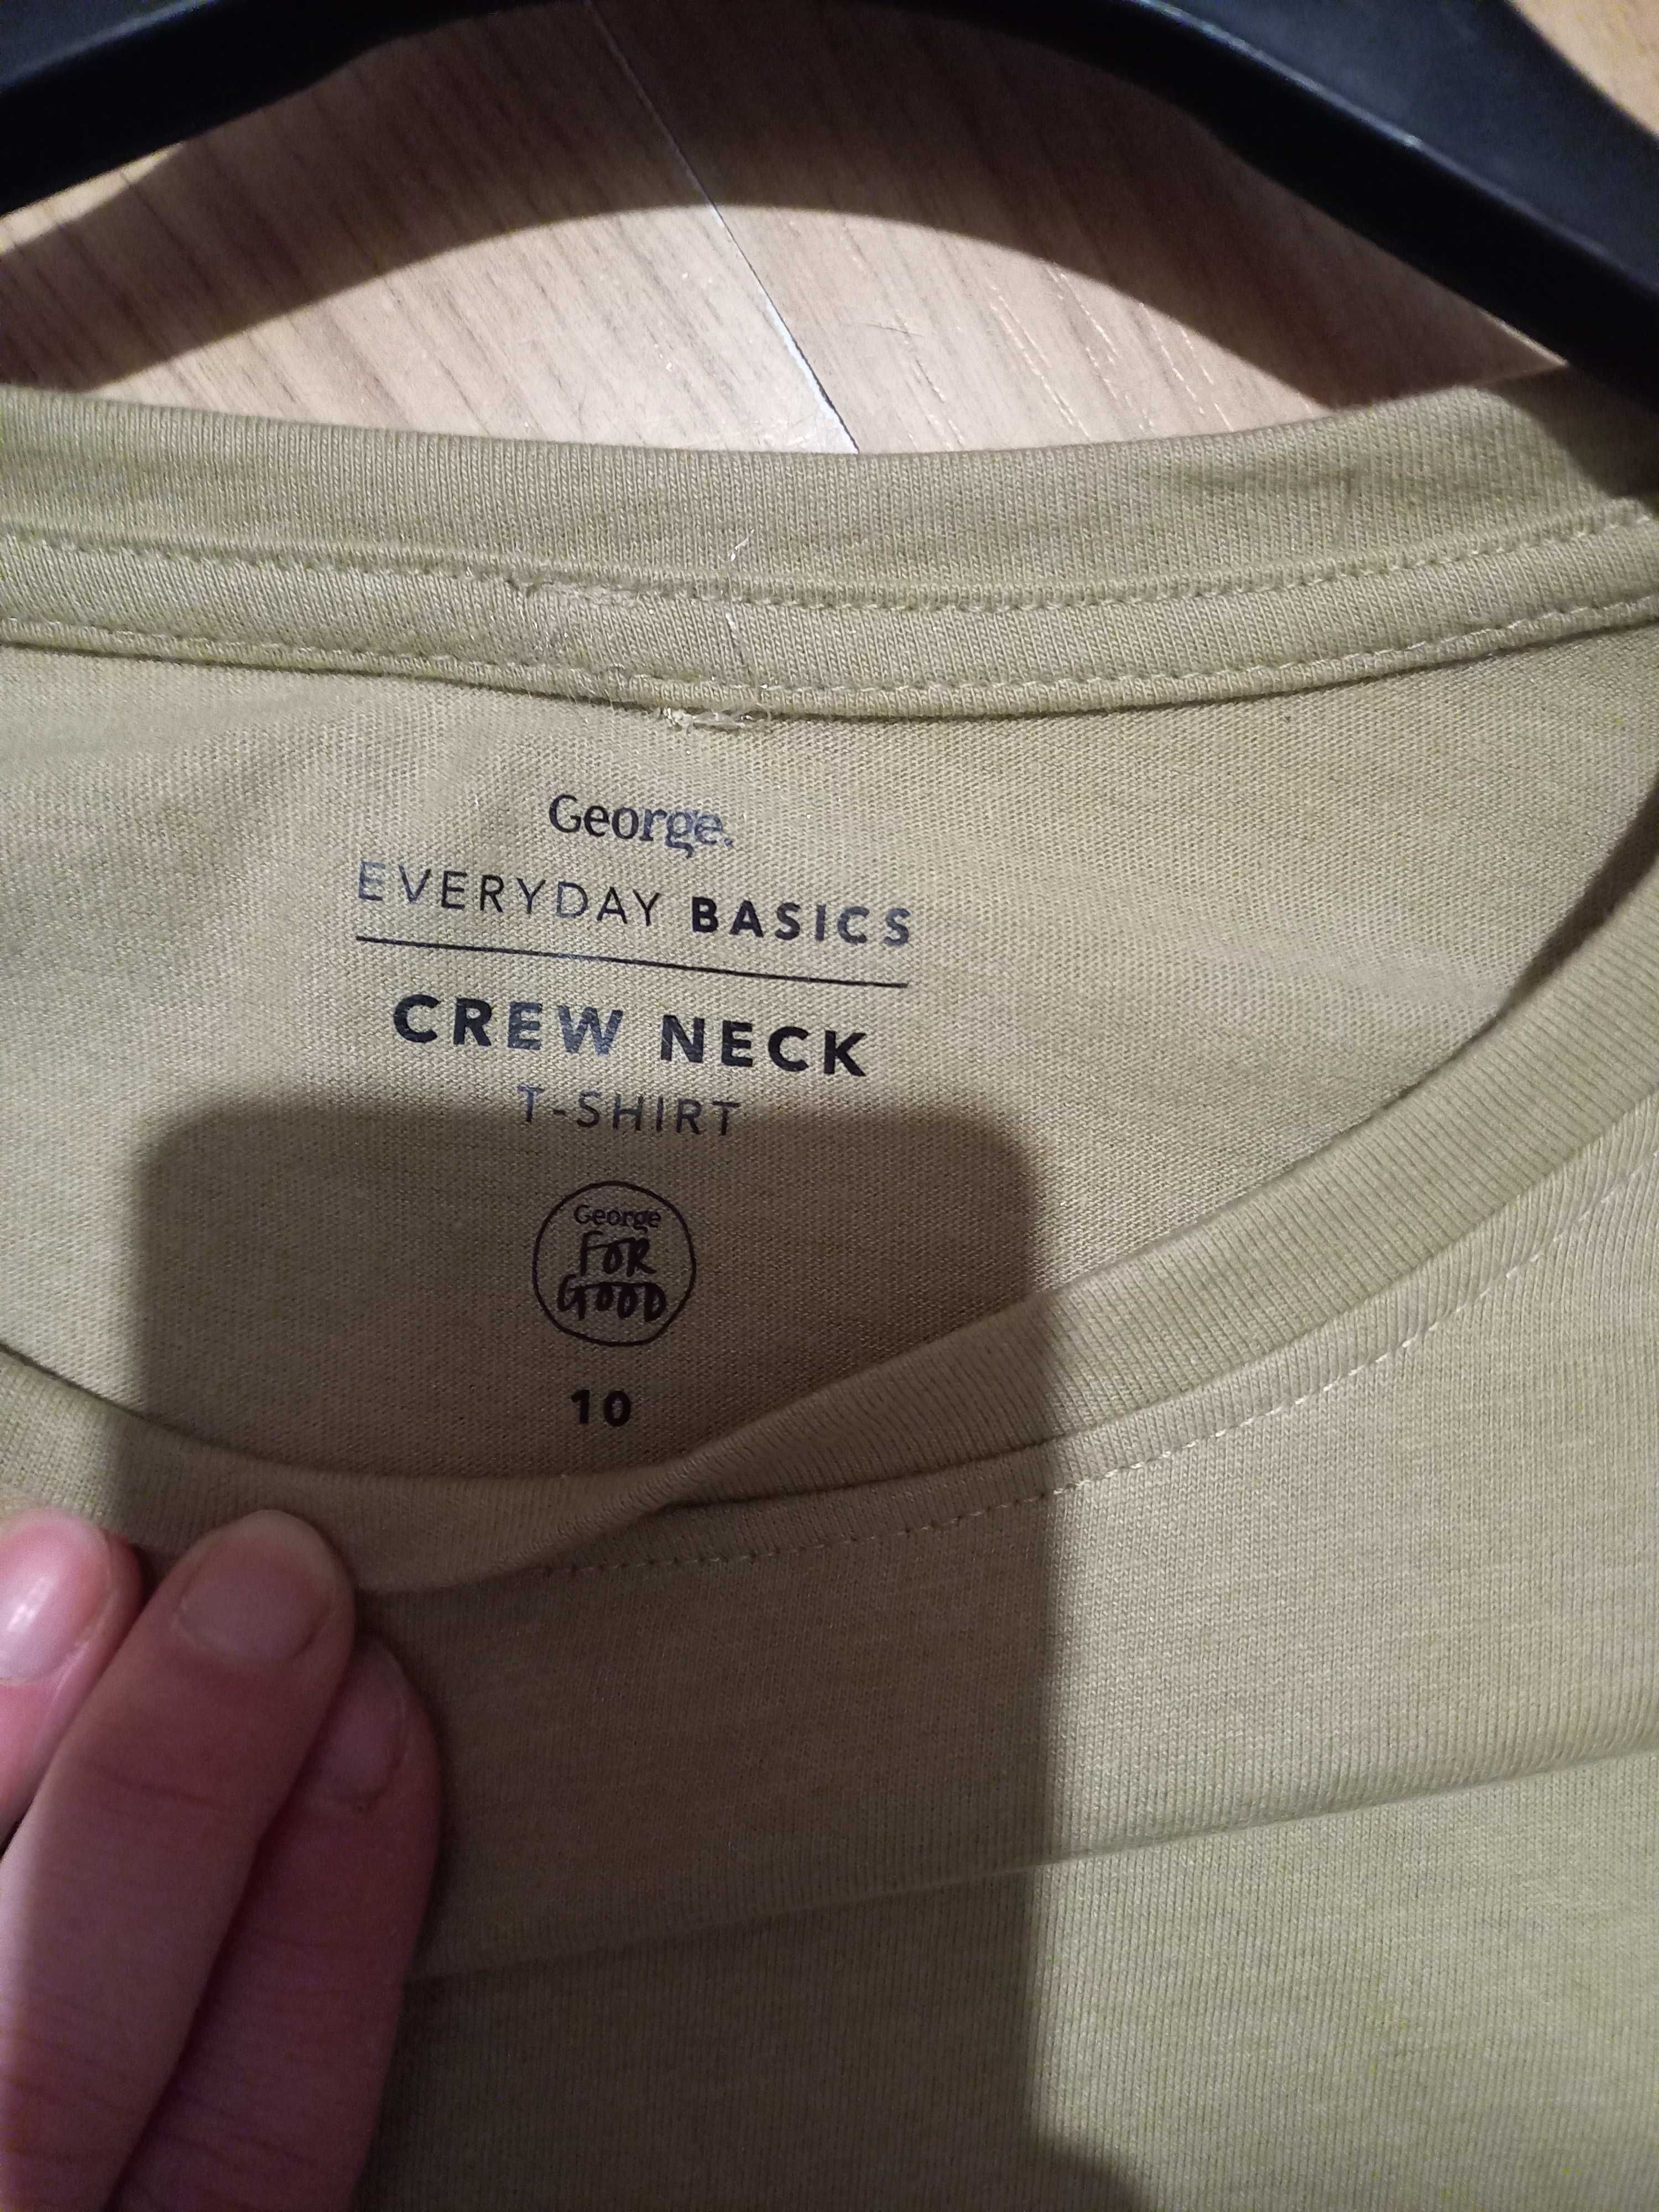 George.
EVERYDAY BASICS
CREW NECK
T-SHIRT
George
FOR
GOOD
10